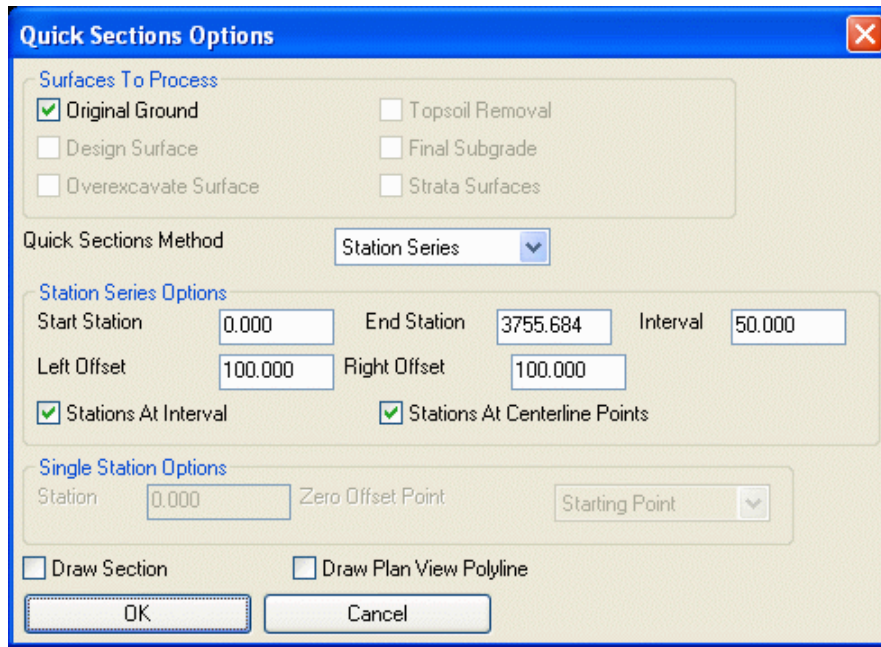 Quick Sections Options
Surfaces To Process
Original Ground Topsoil Removal
Design Surface Final Subgrade
Overexcavate Surface Strata Surfaces
Quick Sections Method Station Series
Station Series Options
Start Station 0.000 End Station 3755.684 Interval 50.000
Left Offset 100.000 Right Offset 100.000
Stations At Interval Stations At Centerline Points
Single Station Options
Station 0.000 Zero Offset Point Starting Point
Draw Section Draw Plan View Polyline
OK Cancel